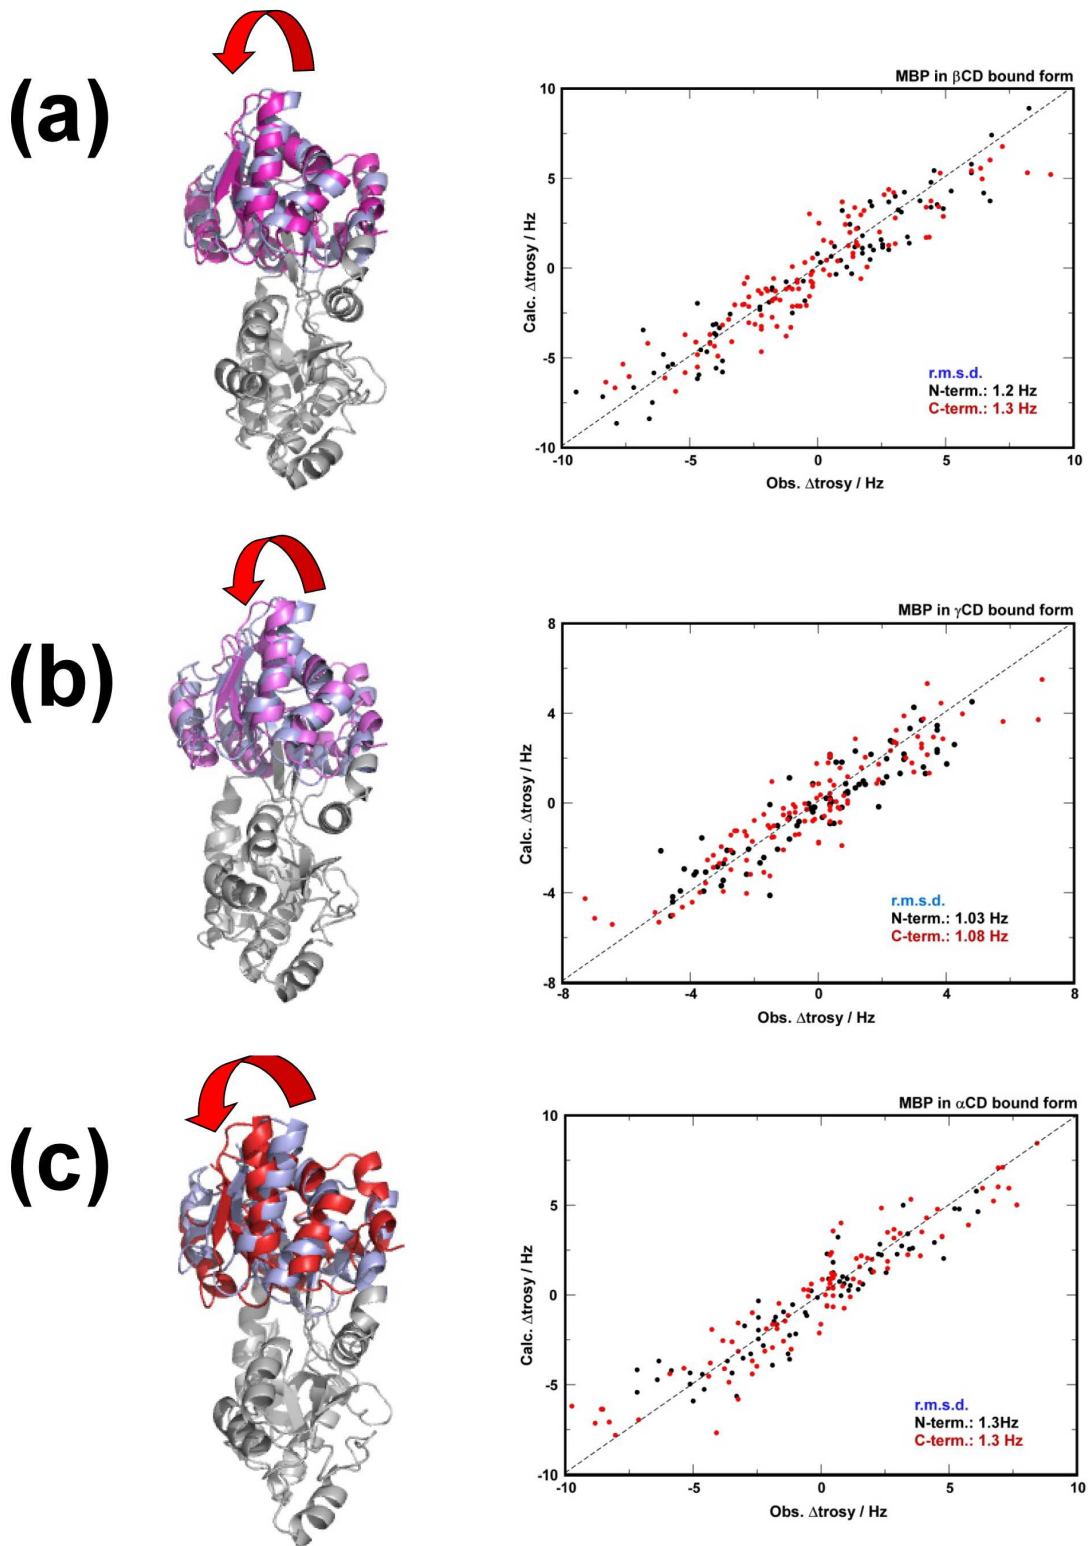 (a)
MBP in βCD bound form
10
5
0
-5
-10
Calc. Δtrosy / Hz
r.m.s.d.
N-term.: 1.2 Hz
C-term.: 1.3 Hz
-10 -5 0 5 10
Obs. Δtrosy / Hz
(b)
MBP in γCD bound form
8
4
0
-4
-8
Calc. Δtrosy / Hz
r.m.s.d.
N-term.: 1.03 Hz
C-term.: 1.08 Hz
-8 -4 0 4 8
Obs. Δtrosy / Hz
(c)
MBP in αCD bound form
10
5
0
-5
-10
Calc. Δtrosy / Hz
r.m.s.d.
N-term.: 1.3Hz
C-term.: 1.3 Hz
-10 -5 0 5 10
Obs. Δtrosy / Hz